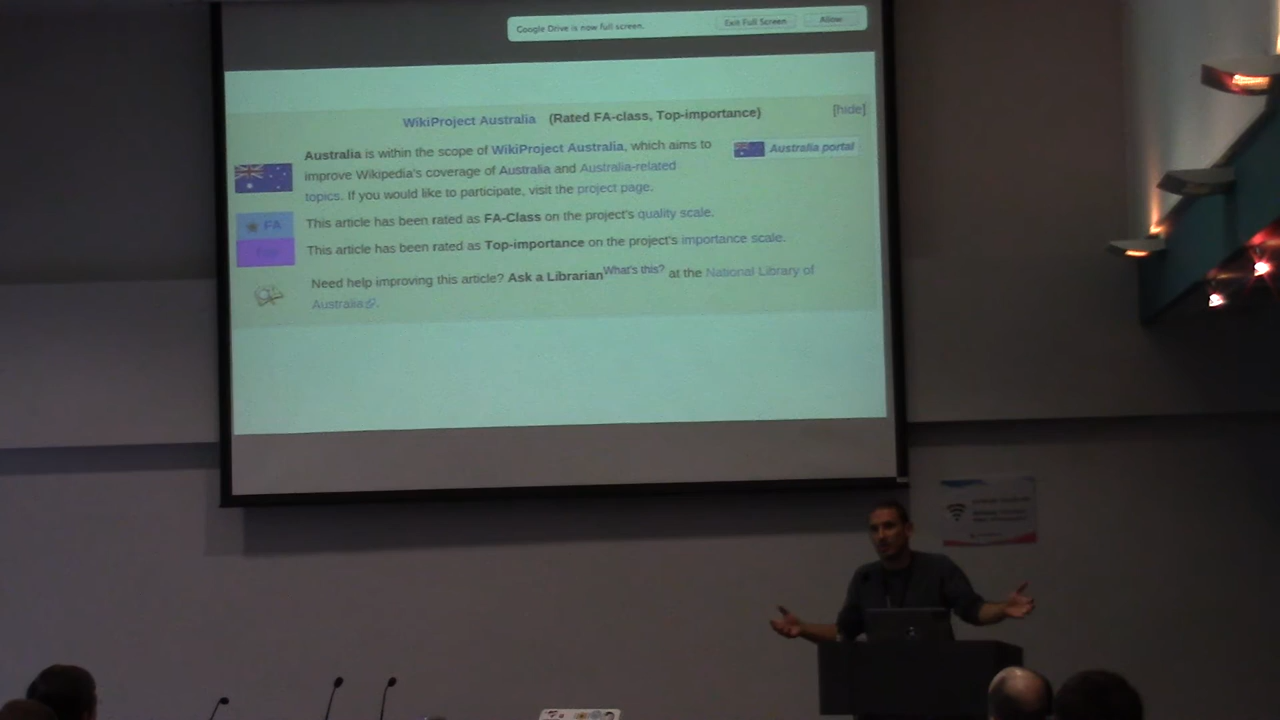 Google Drive is now full screen. Exit Full Screen Allow
WikiProject Australia (Rated FA-class, Top-importance) [hide]
Australia is within the scope of WikiProject Australia, which aims to
improve Wikipedia's coverage of Australia and Australia-related
topics. If you would like to participate, visit the project page.
Australia portal
FA This article has been rated as FA-Class on the project's quality scale.
Top This article has been rated as Top-importance on the project's importance scale.
Need help improving this article? Ask a Librarian What's this? at the National Library of
Australia.